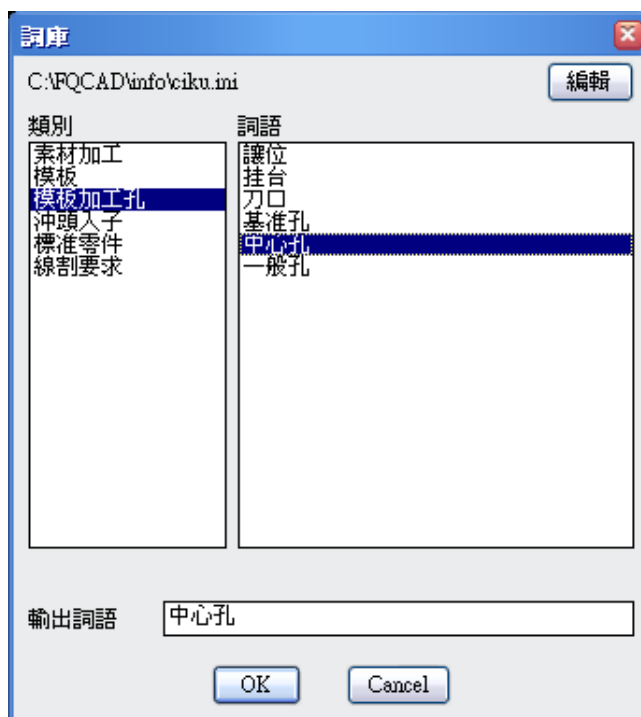 詞庫
C:\FQCAD\info\ciku.ini
編輯
類別
詞語
素材加工
模板
模板加工孔
沖頭入子
標准零件
線割要求
讓位
挂台
刀口
基准孔
中心孔
一般孔
輸出詞語
中心孔
OK
Cancel